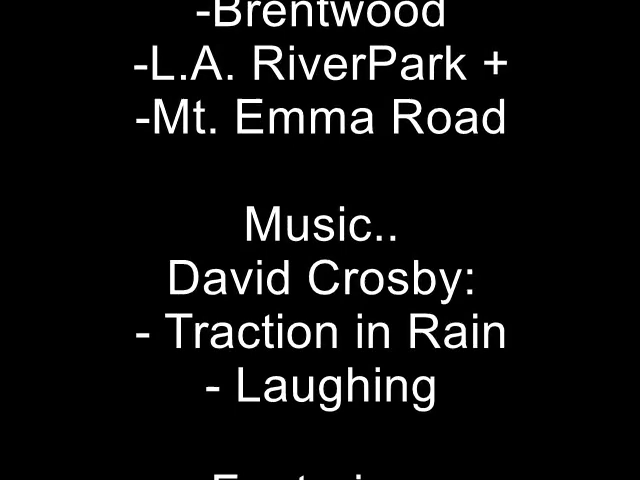 -Brentwood
-L.A. RiverPark +
-Mt. Emma Road
Music..
David Crosby:
- Traction in Rain
- Laughing